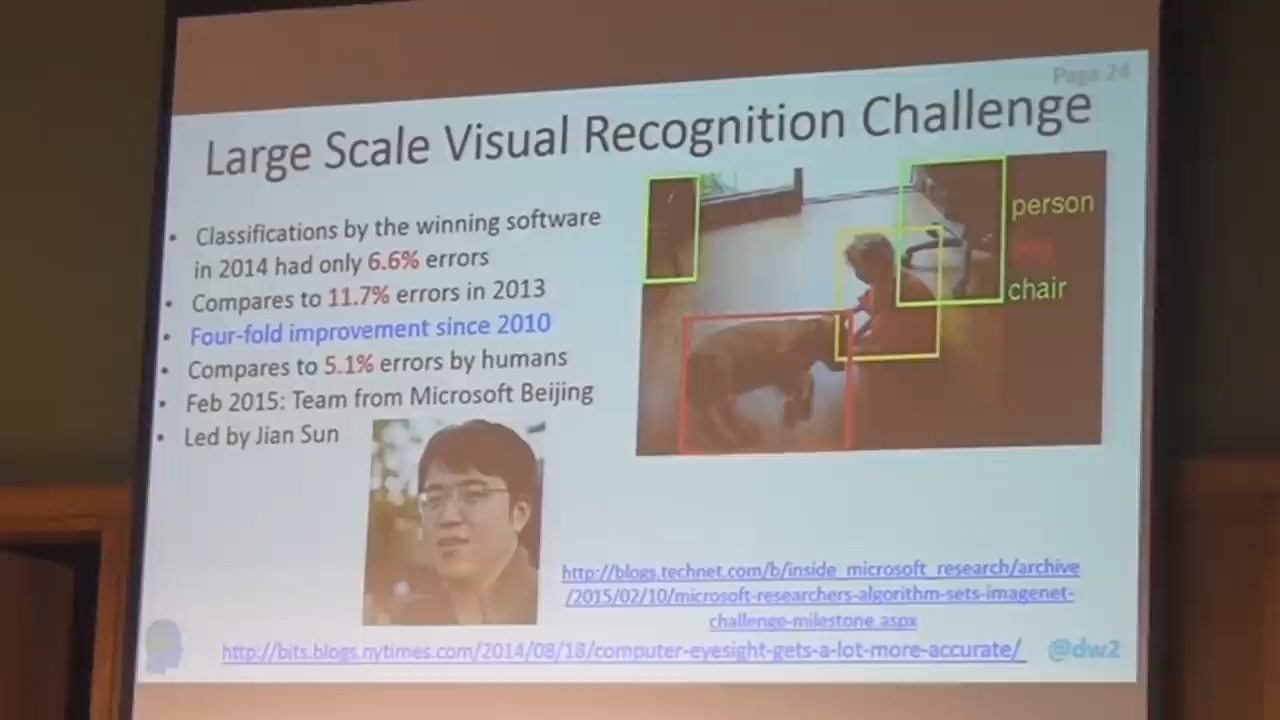 Page 24
Large Scale Visual Recognition Challenge
• Classifications by the winning software
in 2014 had only 6.6% errors
• Compares to 11.7% errors in 2013
• Four-fold improvement since 2010
• Compares to 5.1% errors by humans
• Feb 2015: Team from Microsoft Beijing
• Led by Jian Sun
person
chair
http://blogs.technet.com/b/inside_microsoft_research/archive
/2015/02/10/microsoft-researchers-algorithm-sets-imagenet-
challenge-milestone.aspx
http://bits.blogs.nytimes.com/2014/08/18/computer-eyesight-gets-a-lot-more-accurate/
@dw2